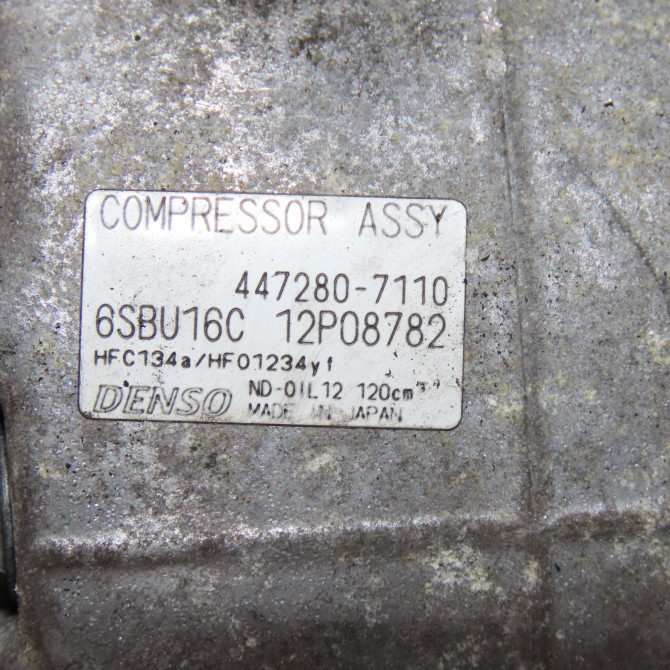 COMPRESSOR ASSY
447280-7110
6SBU16C 12P08782
HFC134a/HFO1234yf
DENSO ND-OIL12 120cm³
MADE IN JAPAN